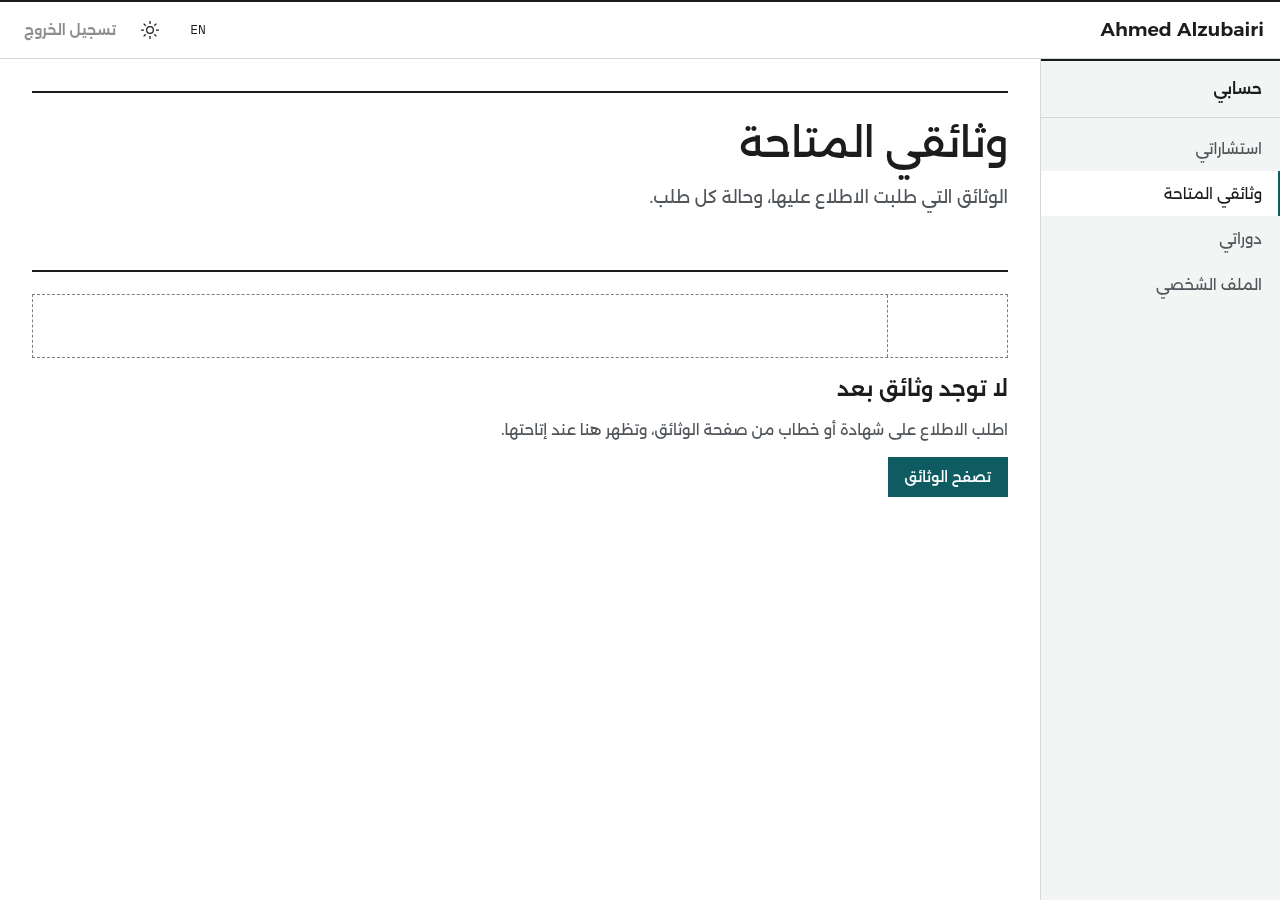 Ahmed Alzubairi
EN
تسجيل الخروج
حسابي
استشاراتي
وثائقي المتاحة
دوراتي
الملف الشخصي
وثائقي المتاحة
الوثائق التي طلبت الاطلاع عليها، وحالة كل طلب.
لا توجد وثائق بعد
اطلب الاطلاع على شهادة أو خطاب من صفحة الوثائق، وتظهر هنا عند إتاحتها.
تصفح الوثائق